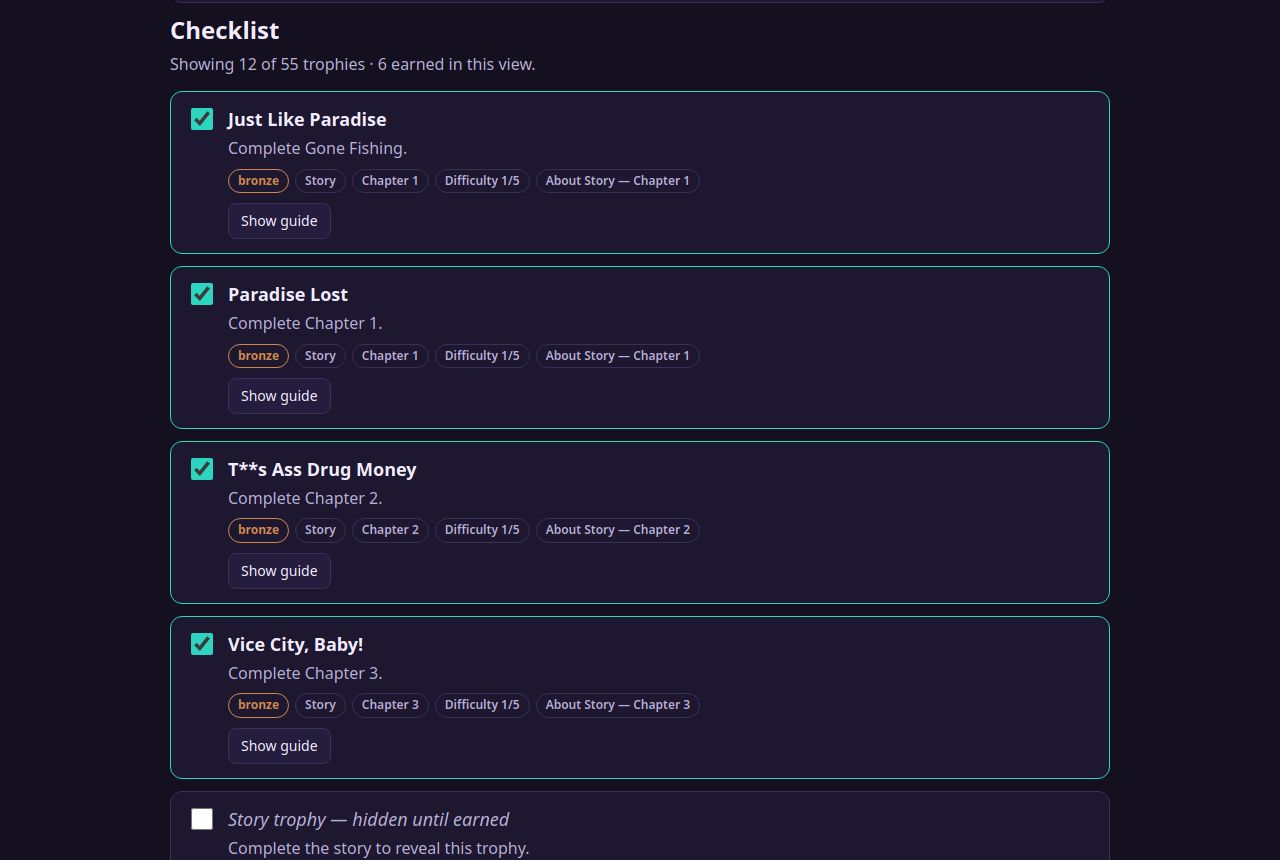 Checklist
Showing 12 of 55 trophies · 6 earned in this view.
Just Like Paradise
Complete Gone Fishing.
bronze Story Chapter 1 Difficulty 1/5 About Story — Chapter 1
Show guide
Paradise Lost
Complete Chapter 1.
bronze Story Chapter 1 Difficulty 1/5 About Story — Chapter 1
Show guide
T**s Ass Drug Money
Complete Chapter 2.
bronze Story Chapter 2 Difficulty 1/5 About Story — Chapter 2
Show guide
Vice City, Baby!
Complete Chapter 3.
bronze Story Chapter 3 Difficulty 1/5 About Story — Chapter 3
Show guide
Story trophy — hidden until earned
Complete the story to reveal this trophy.